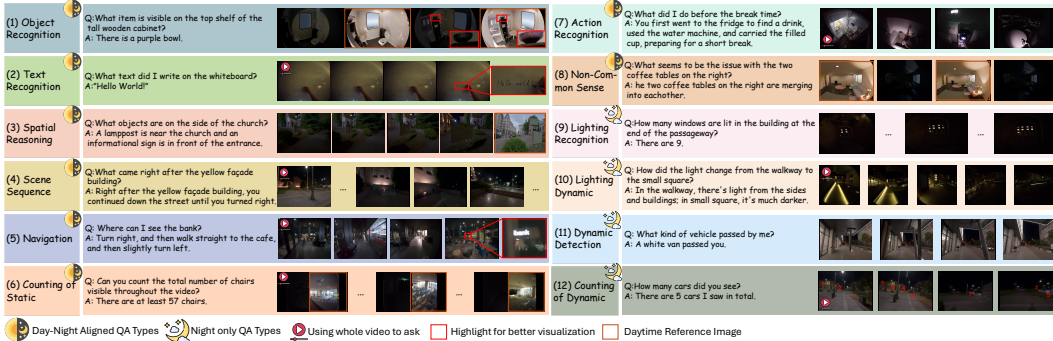 (1) Object
Recognition
Q:What item is visible on the top shelf of the
tall wooden cabinet?
A: There is a purple bowl.
(2) Text
Recognition
Q:What text did I write on the whiteboard?
A:"Hello World!"
(3) Spatial
Reasoning
Q:What objects are on the side of the church?
A: A lamppost is near the church and an
informational sign is in front of the entrance.
(4) Scene
Sequence
Q:What came right after the yellow façade
building?
A: Right after the yellow façade building, you
continued down the street until you turned right.
...
...
(5) Navigation
Q: Where can I see the bank?
A: Turn right, and then walk straight to the cafe,
and then slightly turn left.
(6) Counting of
Static
Q: Can you count the total number of chairs
visible throughout the video?
A: There are at least 57 chairs.
...
...
(7) Action
Recognition
Q:What did I do before the break time?
A: You first went to the fridge to find a drink,
used the water machine, and carried the filled
cup, preparing for a short break.
(8) Non-Com-
mon Sense
Q:What seems to be the issue with the two
coffee tables on the right?
A: he two coffee tables on the right are merging
into eachother.
(9) Lighting
Recognition
Q:How many windows are lit in the building at the
end of the passageway?
A: There are 9.
...
...
(10) Lighting
Dynamic
Q: How did the light change from the walkway to
the small square?
A: In the walkway, there's light from the sides
and buildings; in small square, it's much darker.
(11) Dynamic
Detection
Q: What kind of vehicle passed by me?
A: A white van passed you.
(12) Counting
of Dynamic
Q:How many cars did you see?
A: There are 5 cars I saw in total.
Day-Night Aligned QA Types
Night only QA Types
Using whole video to ask
Highlight for better visualization
Daytime Reference Image